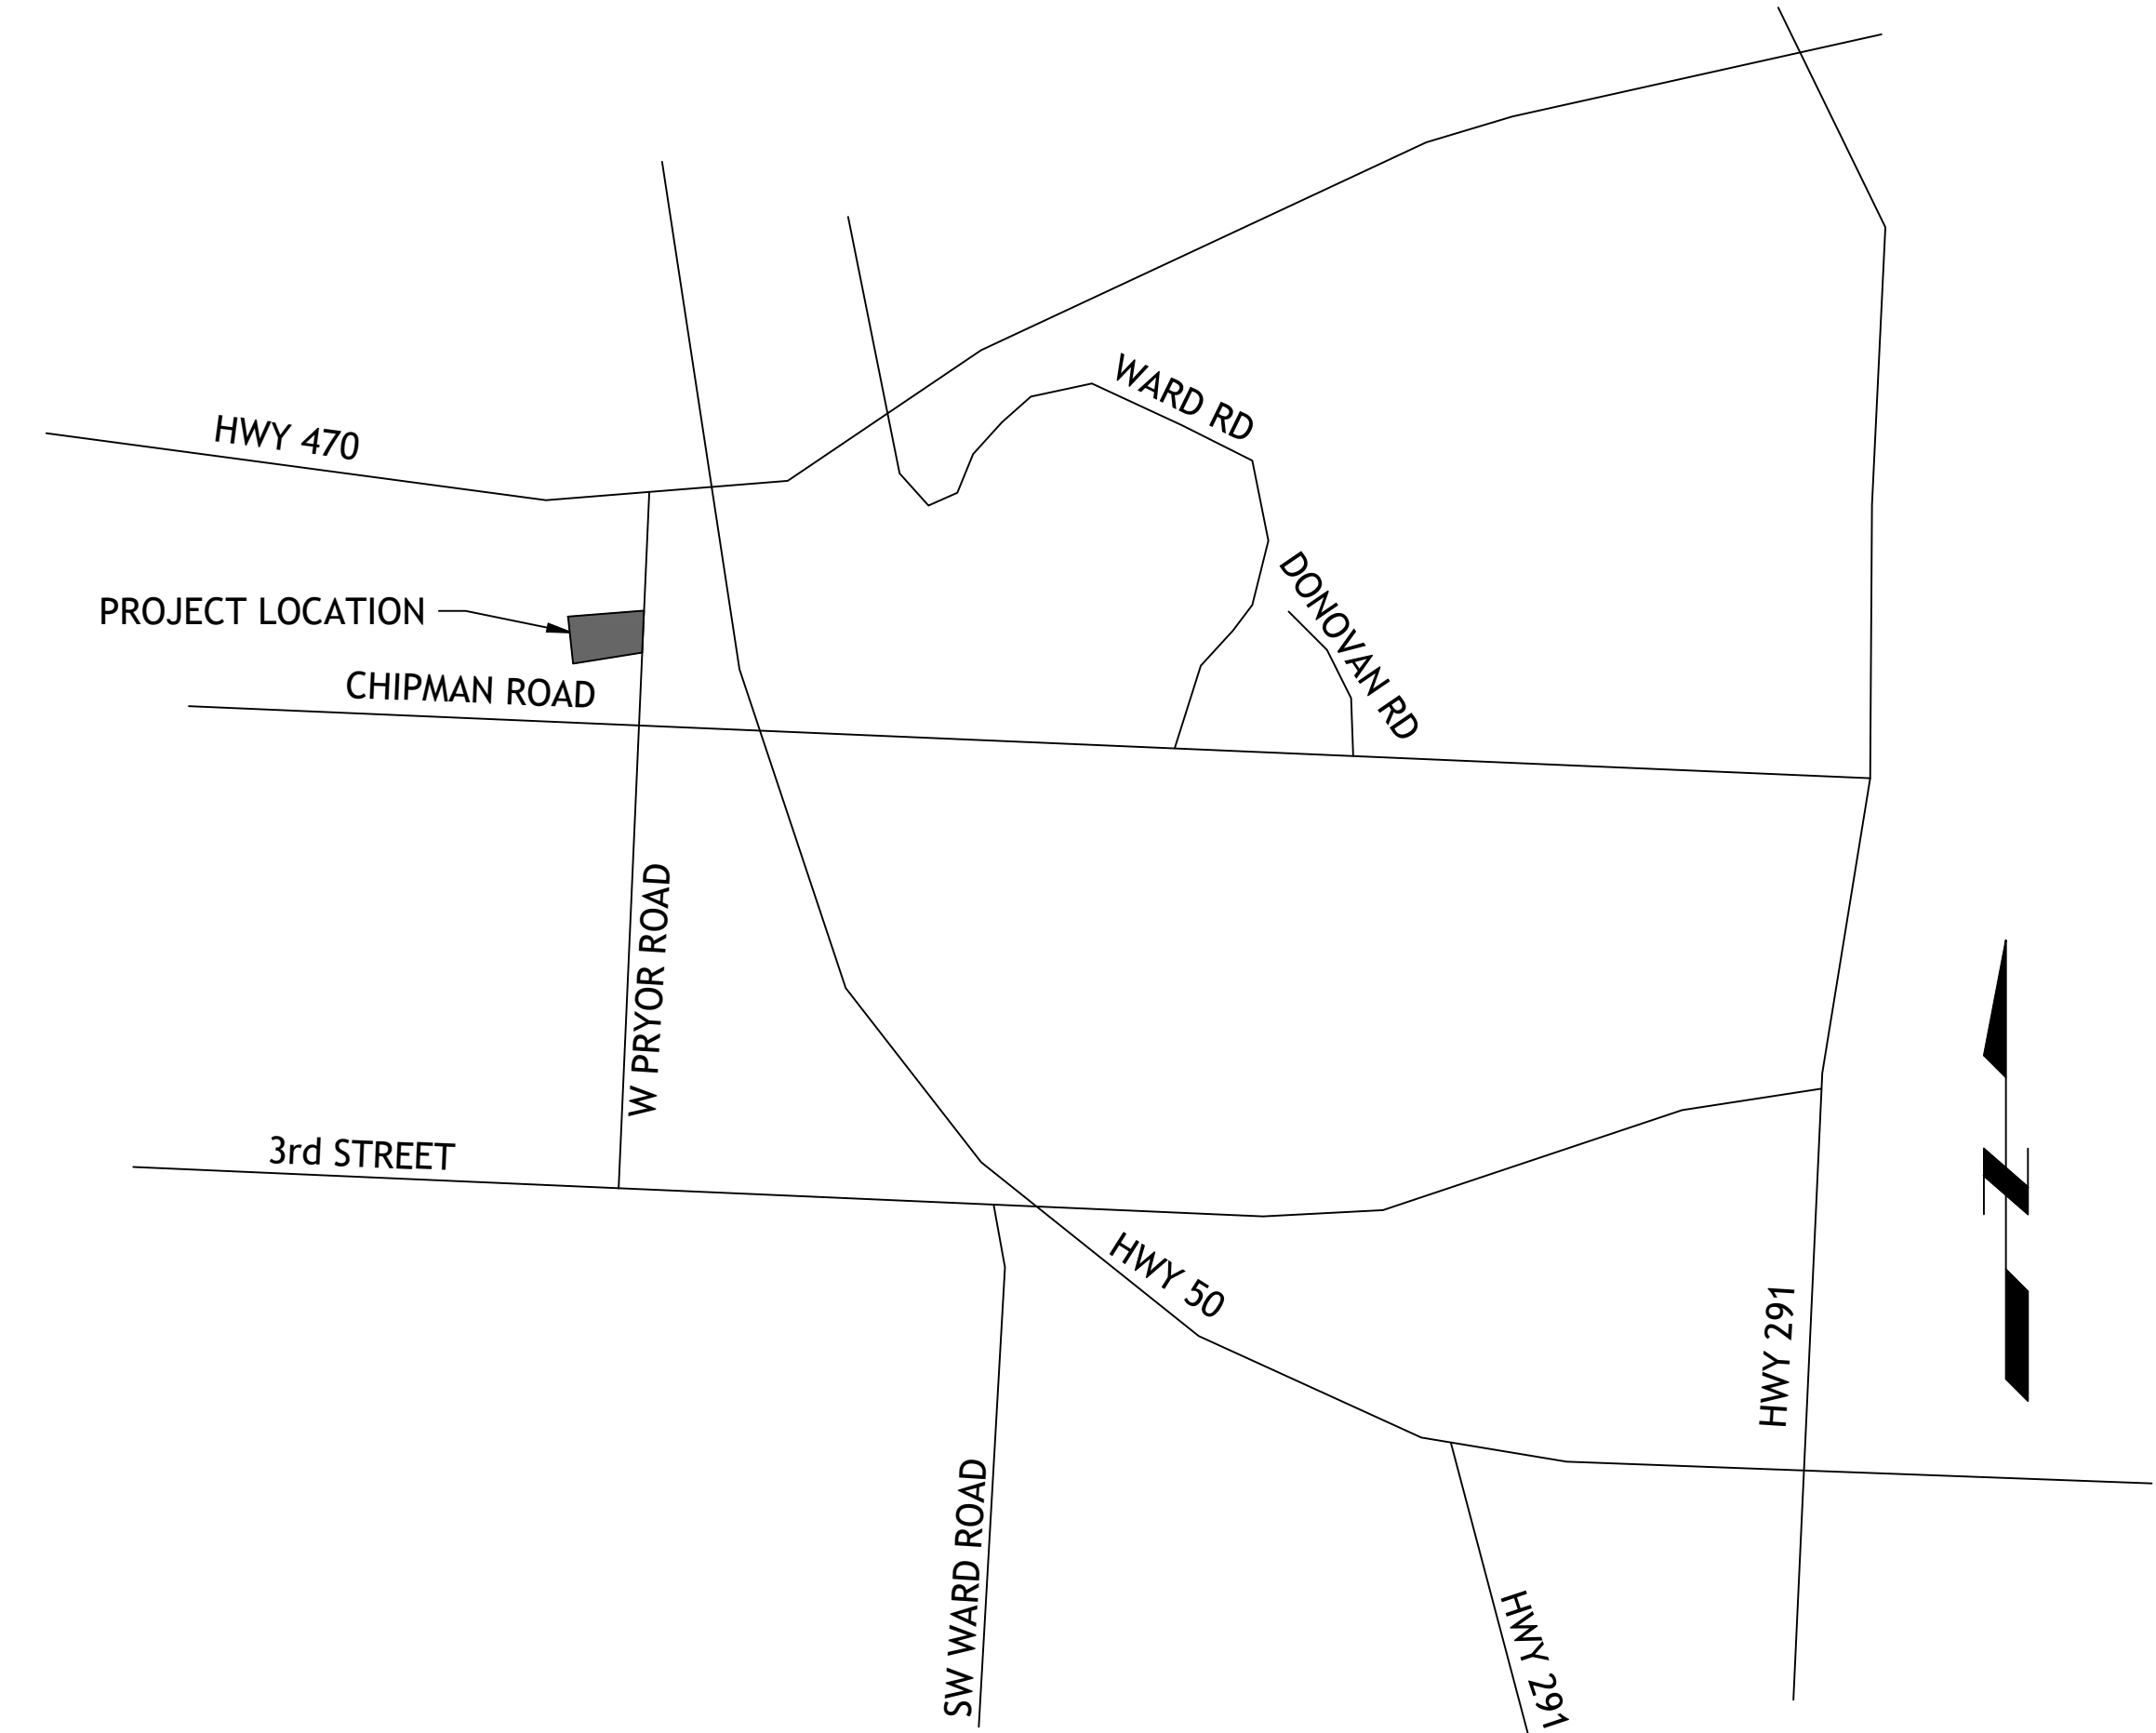 WARD RD
HWY 470
DONOVAN RD
PROJECT LOCATION
CHIPMAN ROAD
W PRYOR ROAD
3rd STREET
HWY 50
HWY 291
N
SW WARD ROAD
HWY 291